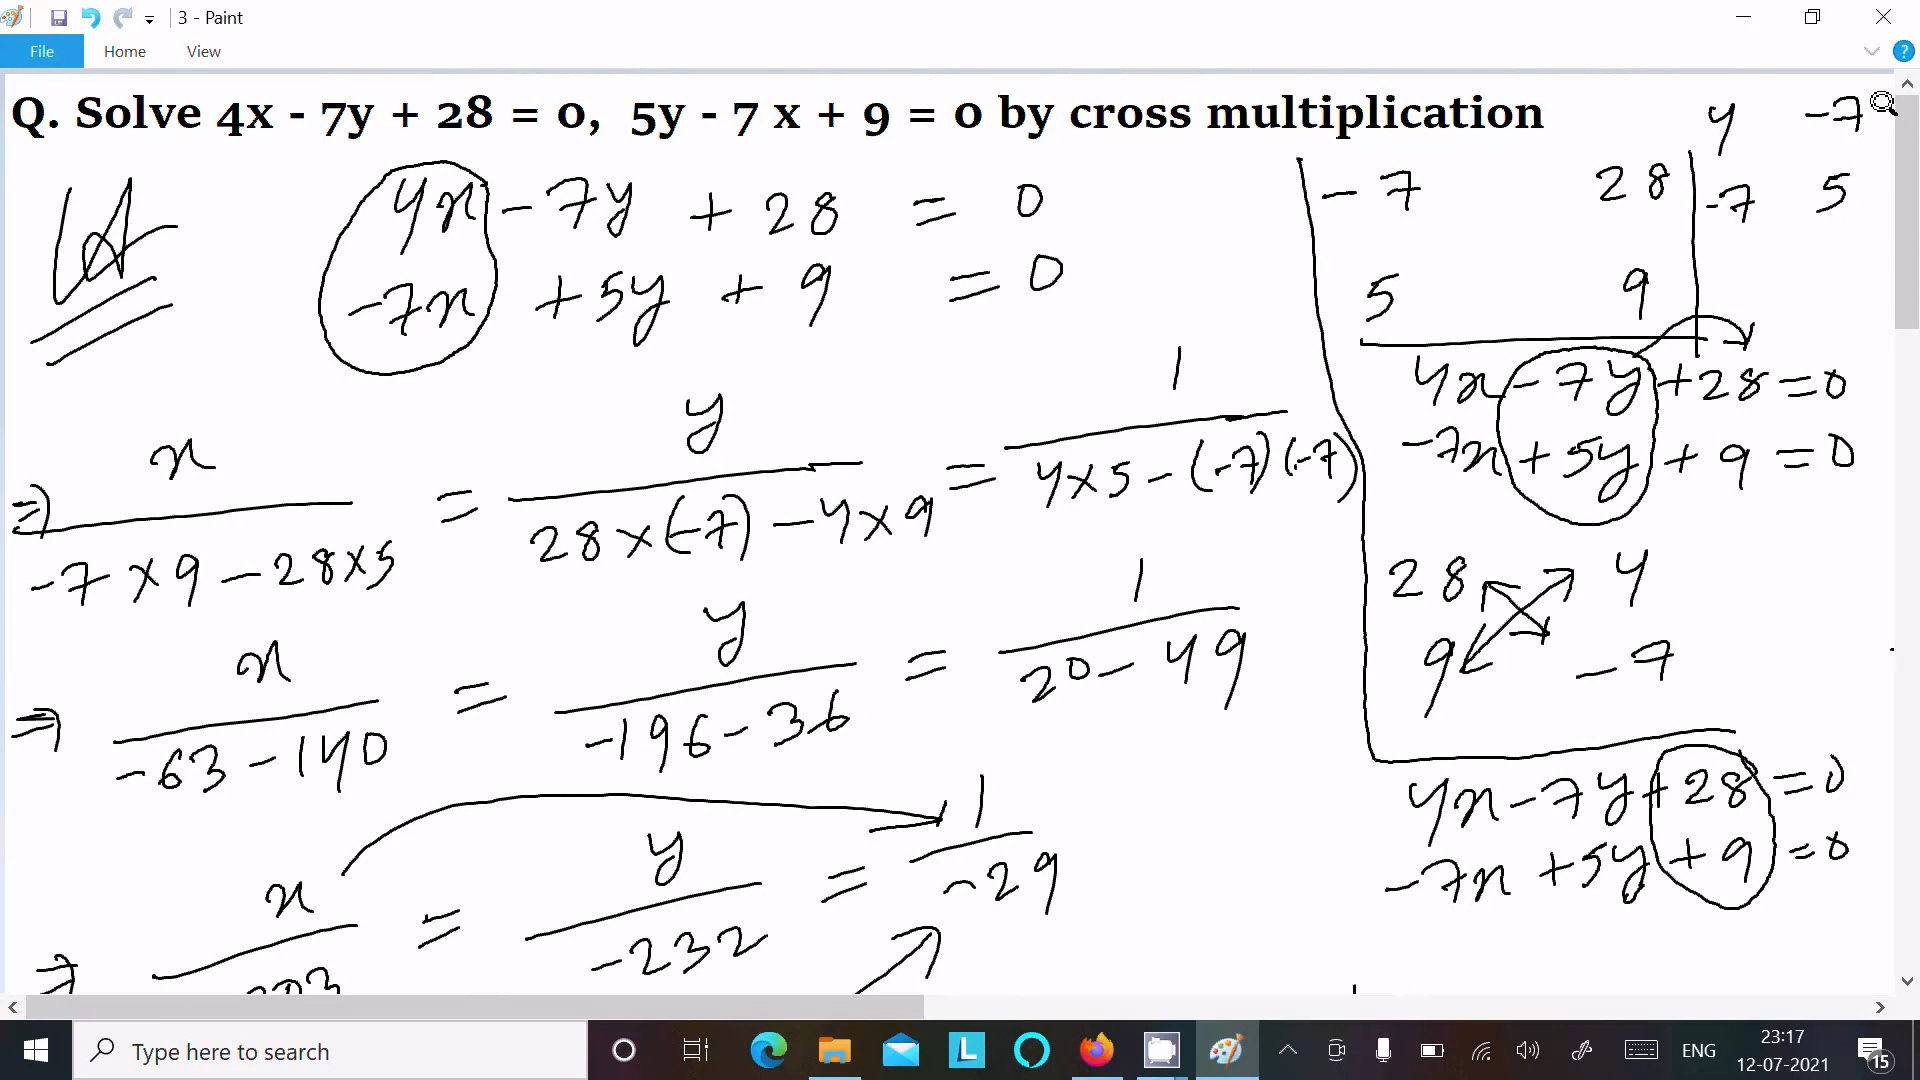 3 - Paint
File Home View
Q. Solve 4x - 7y + 28 = 0, 5y - 7 x + 9 = 0 by cross multiplication
4x - 7y + 28 = 0
-7x + 5y + 9 = 0
⇒ x / (-7 × 9 - 28 × 5) = y / (28 × (-7) - 4 × 9) = 1 / (4 × 5 - (-7)(-7))
⇒ x / (-63 - 140) = y / (-196 - 36) = 1 / (20 - 49)
⇒ x / = y / -232 = 1 / -29
4 -7
-7 28 -7 5
5 9
4x - 7y + 28 = 0
-7x + 5y + 9 = 0
28 4
9 -7
4x - 7y + 28 = 0
-7x + 5y + 9 = 0
Type here to search
ENG
23:17
12-07-2021
15